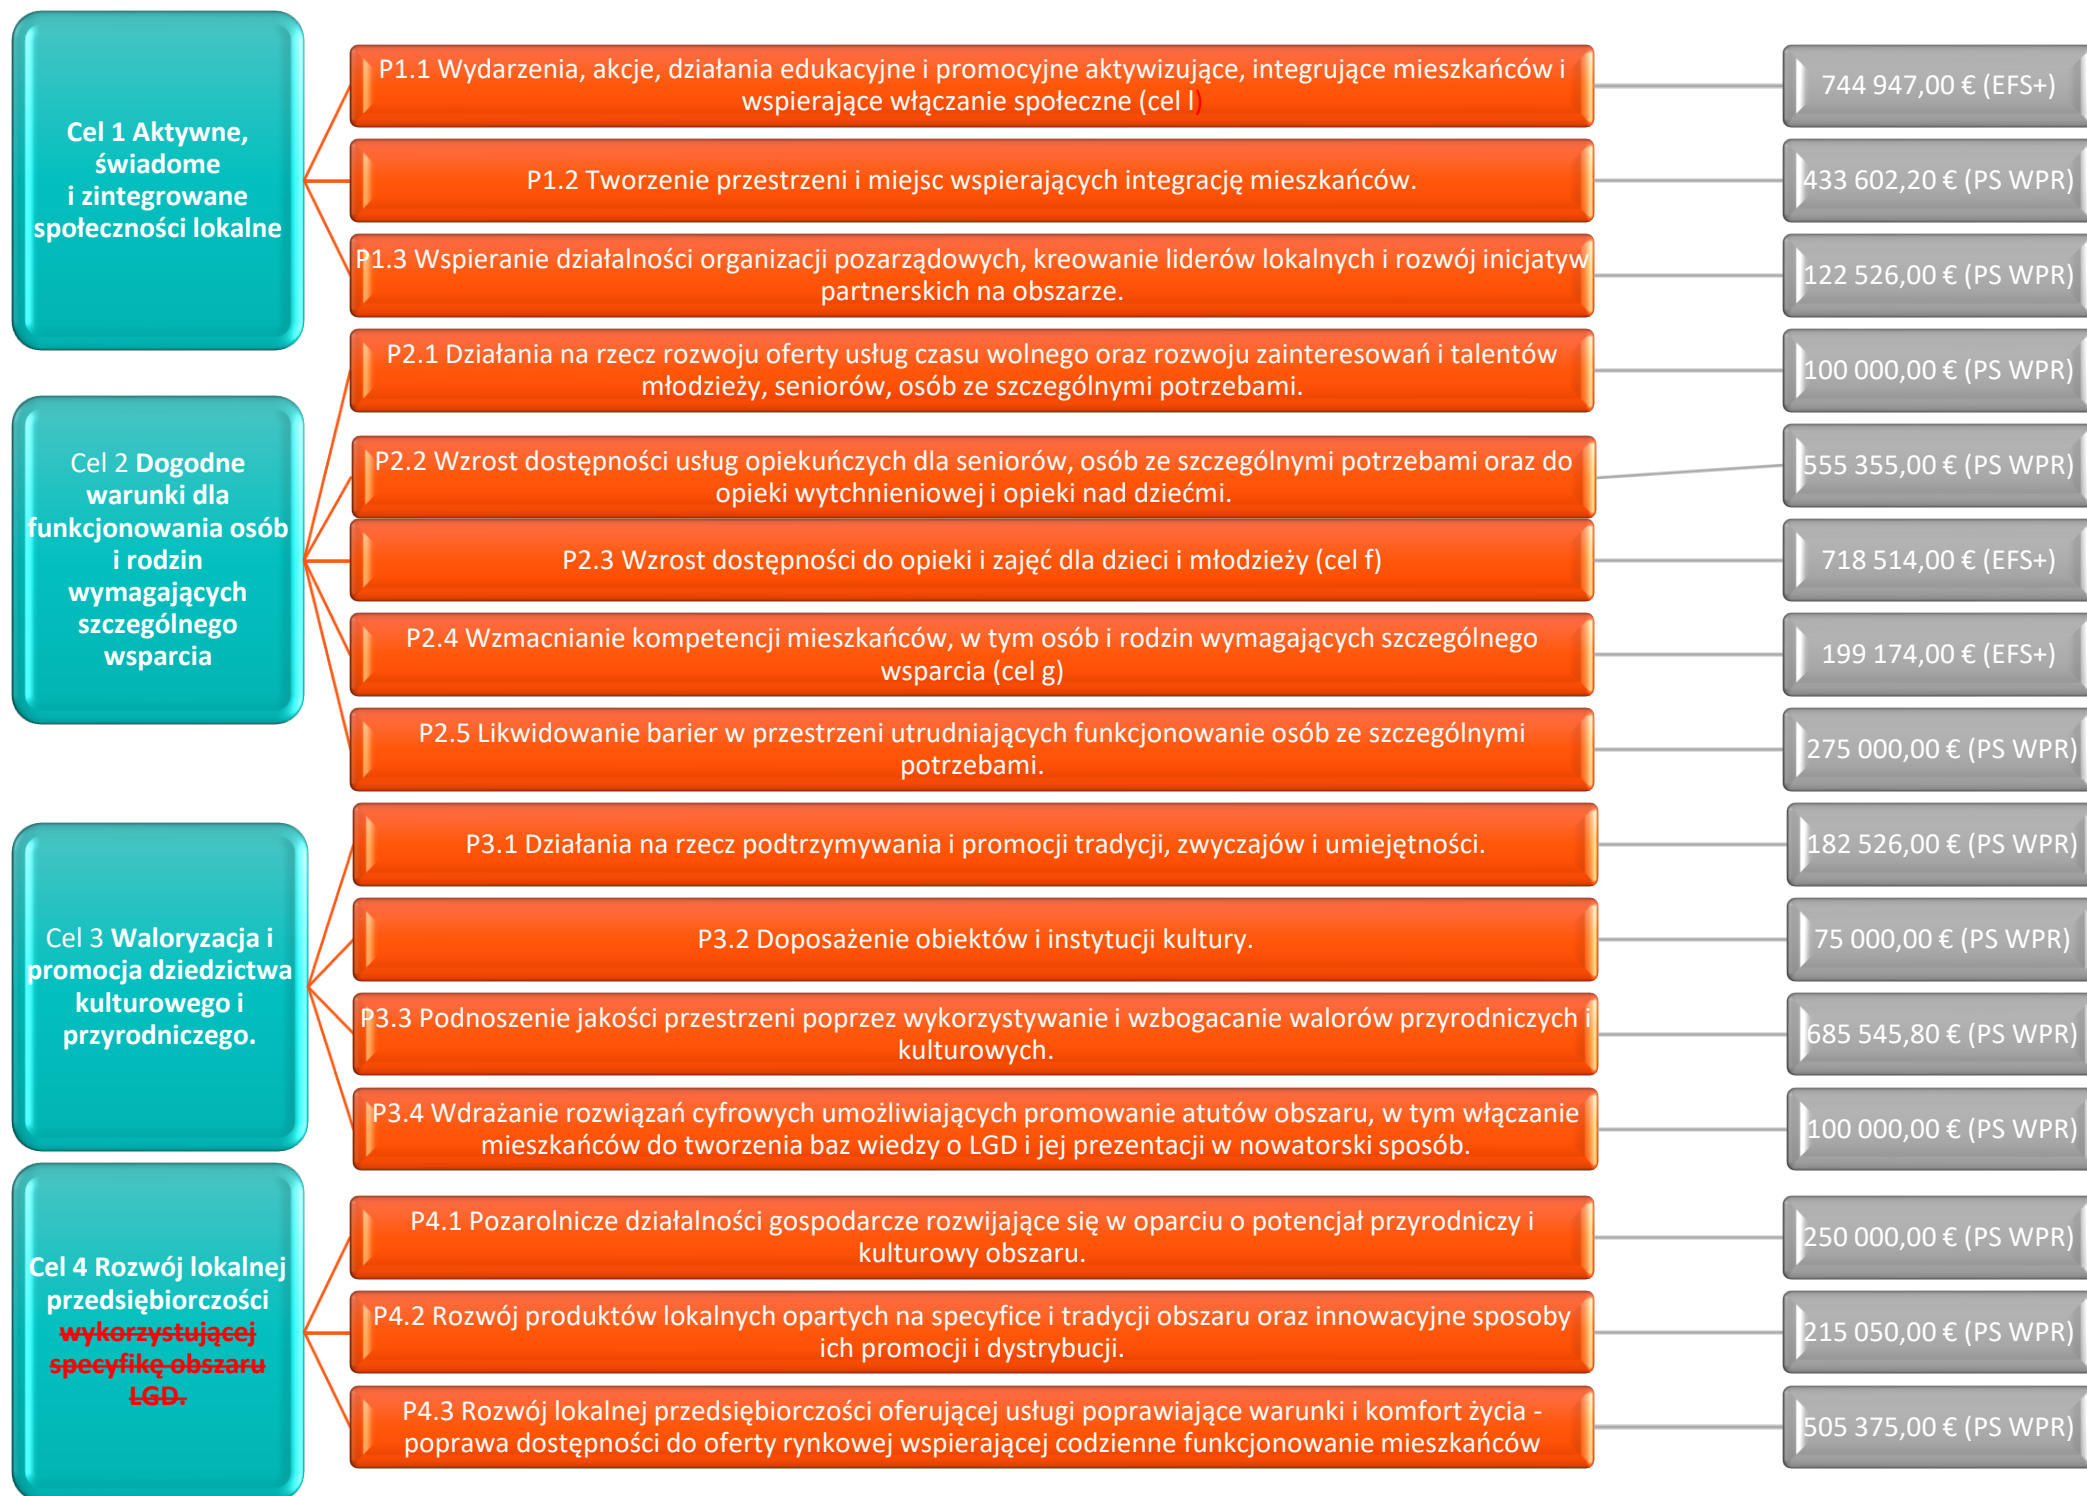 Cel 1 Aktywne,
świadome
i zintegrowane
społeczności lokalne
P1.1 Wydarzenia, akcje, działania edukacyjne i promocyjne aktywizujące, integrujące mieszkańców i
wspierające włączanie społeczne (cel l)
744 947,00 € (EFS+)
P1.2 Tworzenie przestrzeni i miejsc wspierających integrację mieszkańców.
433 602,20 € (PS WPR)
P1.3 Wspieranie działalności organizacji pozarządowych, kreowanie liderów lokalnych i rozwój inicjatyw
partnerskich na obszarze.
122 526,00 € (PS WPR)
Cel 2 Dogodne
warunki dla
funkcjonowania osób
i rodzin
wymagających
szczególnego
wsparcia
P2.1 Działania na rzecz rozwoju oferty usług czasu wolnego oraz rozwoju zainteresowań i talentów
młodzieży, seniorów, osób ze szczególnymi potrzebami.
100 000,00 € (PS WPR)
P2.2 Wzrost dostępności usług opiekuńczych dla seniorów, osób ze szczególnymi potrzebami oraz do
opieki wytchnieniowej i opieki nad dziećmi.
555 355,00 € (PS WPR)
P2.3 Wzrost dostępności do opieki i zajęć dla dzieci i młodzieży (cel f)
718 514,00 € (EFS+)
P2.4 Wzmacnianie kompetencji mieszkańców, w tym osób i rodzin wymagających szczególnego
wsparcia (cel g)
199 174,00 € (EFS+)
P2.5 Likwidowanie barier w przestrzeni utrudniających funkcjonowanie osób ze szczególnymi
potrzebami.
275 000,00 € (PS WPR)
Cel 3 Waloryzacja i
promocja dziedzictwa
kulturowego i
przyrodniczego.
P3.1 Działania na rzecz podtrzymywania i promocji tradycji, zwyczajów i umiejętności.
182 526,00 € (PS WPR)
P3.2 Doposażenie obiektów i instytucji kultury.
75 000,00 € (PS WPR)
P3.3 Podnoszenie jakości przestrzeni poprzez wykorzystywanie i wzbogacanie walorów przyrodniczych i
kulturowych.
685 545,80 € (PS WPR)
P3.4 Wdrażanie rozwiązań cyfrowych umożliwiających promowanie atutów obszaru, w tym włączanie
mieszkańców do tworzenia baz wiedzy o LGD i jej prezentacji w nowatorski sposób.
100 000,00 € (PS WPR)
Cel 4 Rozwój lokalnej
przedsiębiorczości
wykorzystującej
specyfikę obszaru
LGD.
P4.1 Pozarolnicze działalności gospodarcze rozwijające się w oparciu o potencjał przyrodniczy i
kulturowy obszaru.
250 000,00 € (PS WPR)
P4.2 Rozwój produktów lokalnych opartych na specyfice i tradycji obszaru oraz innowacyjne sposoby
ich promocji i dystrybucji.
215 050,00 € (PS WPR)
P4.3 Rozwój lokalnej przedsiębiorczości oferującej usługi poprawiające warunki i komfort życia -
poprawa dostępności do oferty rynkowej wspierającej codzienne funkcjonowanie mieszkańców
505 375,00 € (PS WPR)